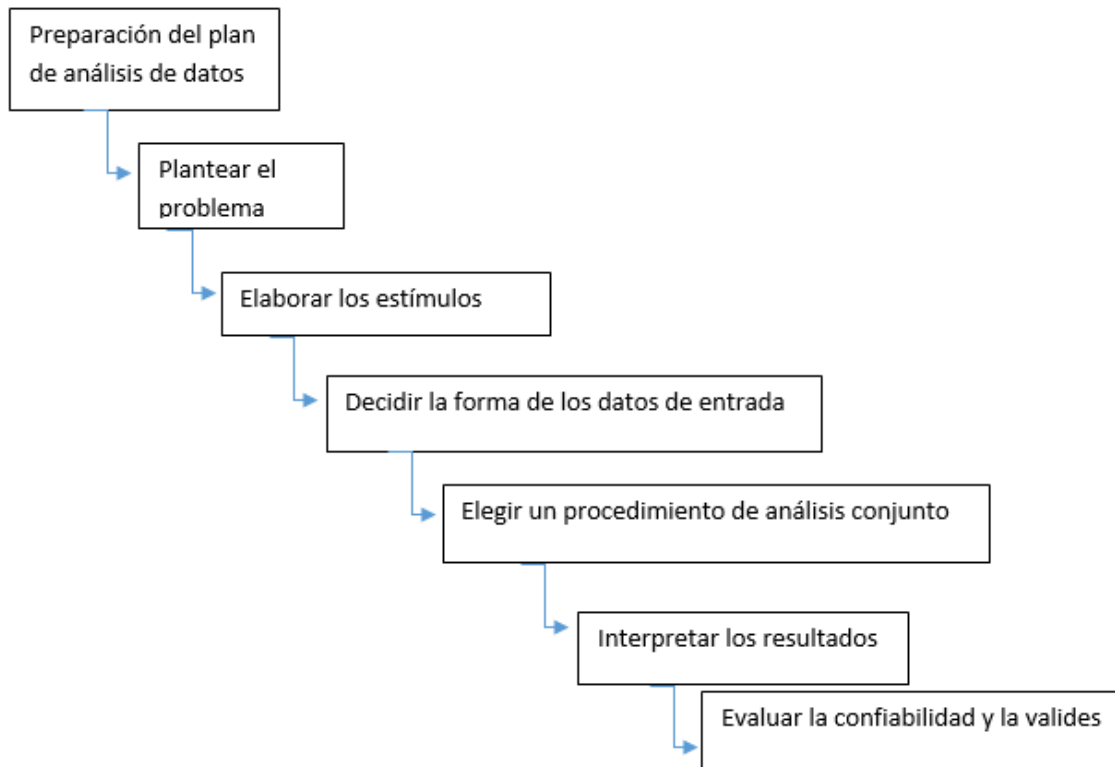 Preparación del plan
de análisis de datos
Plantear el
problema
Elaborar los estímulos
Decidir la forma de los datos de entrada
Elegir un procedimiento de análisis conjunto
Interpretar los resultados
Evaluar la confiabilidad y la valides